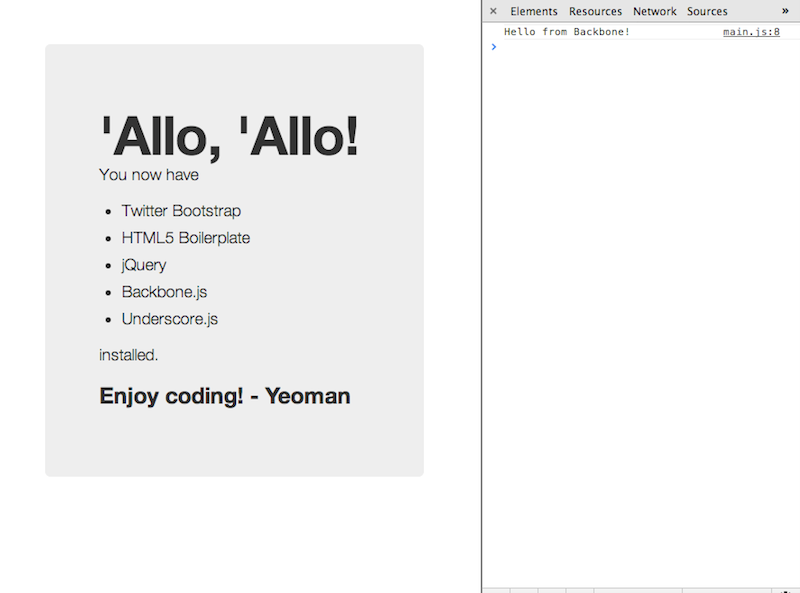 'Allo, 'Allo!
You now have
• Twitter Bootstrap
• HTML5 Boilerplate
• jQuery
• Backbone.js
• Underscore.js
installed.
Enjoy coding! - Yeoman
× Elements Resources Network Sources »
Hello from Backbone! main.js:8
>